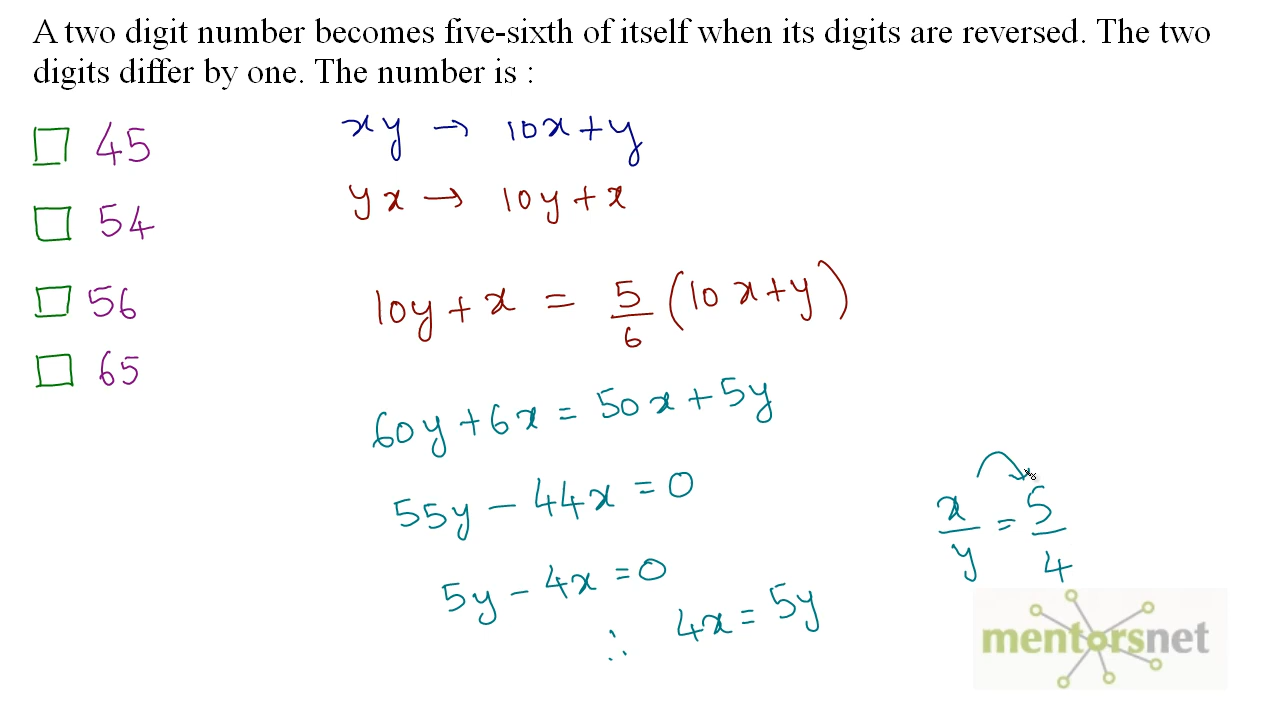 A two digit number becomes five-sixth of itself when its digits are reversed. The two
digits differ by one. The number is :
45
54
56
65
xy → 10x+y
yx → 10y+x
10y+x = 5/6 (10x+y)
60y+6x = 50x+5y
55y - 44x = 0
5y - 4x = 0
∴ 4x = 5y
x/y = 5/4
mentorsnet